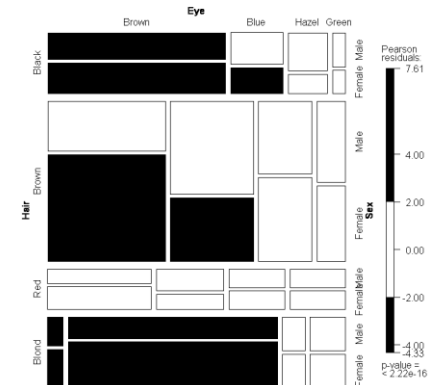 Eye
Brown Blue Hazel Green
Black
Male
Female
Brown
Male
Female
Red
Male
Female
Blond
Male
Female
Hair
Sex
Pearson
residuals:
7.61
4.00
2.00
0.00
-2.00
-4.00
-4.33
p-value =
< 2.22e-16